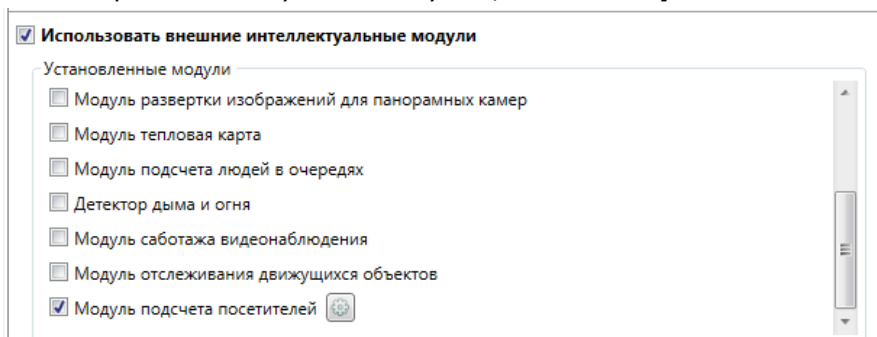 Использовать внешние интеллектуальные модули
Установленные модули
Модуль развертки изображений для панорамных камер
Модуль тепловая карта
Модуль подсчета людей в очередях
Детектор дыма и огня
Модуль саботажа видеонаблюдения
Модуль отслеживания движущихся объектов
Модуль подсчета посетителей